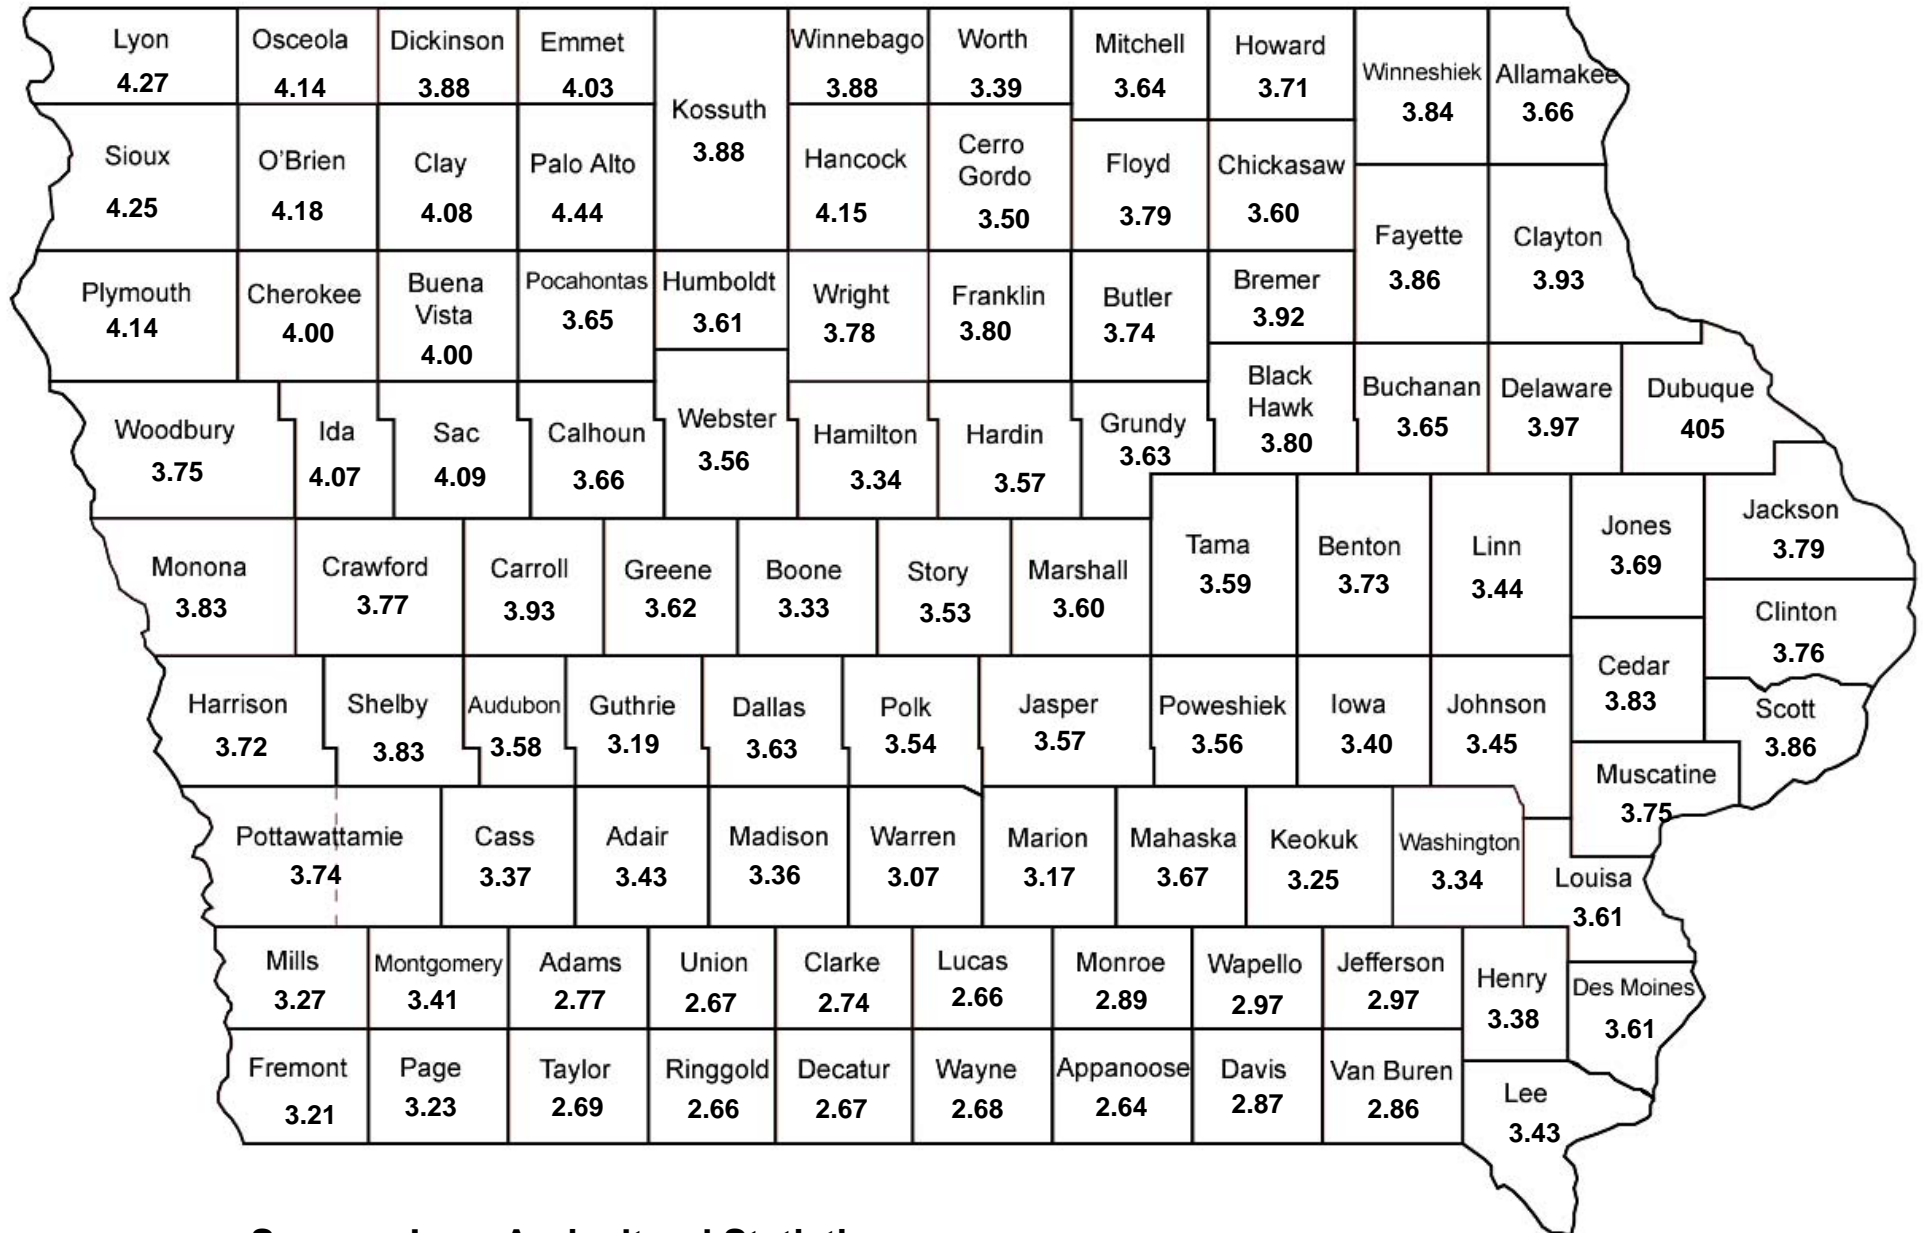 Lyon
4.27
Osceola
4.14
Dickinson
3.88
Emmet
4.03
Kossuth
3.88
Winnebago
3.88
Worth
3.39
Mitchell
3.64
Howard
3.71
Winneshiek
3.84
Allamakee
3.66
Sioux
4.25
O'Brien
4.18
Clay
4.08
Palo Alto
4.44
Hancock
4.15
Cerro
Gordo
3.50
Floyd
3.79
Chickasaw
3.60
Fayette
3.86
Clayton
3.93
Plymouth
4.14
Cherokee
4.00
Buena
Vista
4.00
Pocahontas
3.65
Humboldt
3.61
Wright
3.78
Franklin
3.80
Butler
3.74
Bremer
3.92
Woodbury
3.75
Ida
4.07
Sac
4.09
Calhoun
3.66
Webster
3.56
Hamilton
3.34
Hardin
3.57
Grundy
3.63
Black
Hawk
3.80
Buchanan
3.65
Delaware
3.97
Dubuque
405
Monona
3.83
Crawford
3.77
Carroll
3.93
Greene
3.62
Boone
3.33
Story
3.53
Marshall
3.60
Tama
3.59
Benton
3.73
Linn
3.44
Jones
3.69
Jackson
3.79
Clinton
3.76
Harrison
3.72
Shelby
3.83
Audubon
3.58
Guthrie
3.19
Dallas
3.63
Polk
3.54
Jasper
3.57
Poweshiek
3.56
Iowa
3.40
Johnson
3.45
Cedar
3.83
Scott
3.86
Muscatine
3.75
Pottawattamie
3.74
Cass
3.37
Adair
3.43
Madison
3.36
Warren
3.07
Marion
3.17
Mahaska
3.67
Keokuk
3.25
Washington
3.34
Louisa
3.61
Mills
3.27
Montgomery
3.41
Adams
2.77
Union
2.67
Clarke
2.74
Lucas
2.66
Monroe
2.89
Wapello
2.97
Jefferson
2.97
Henry
3.38
Des Moines
3.61
Fremont
3.21
Page
3.23
Taylor
2.69
Ringgold
2.66
Decatur
2.67
Wayne
2.68
Appanoose
2.64
Davis
2.87
Van Buren
2.86
Lee
3.43